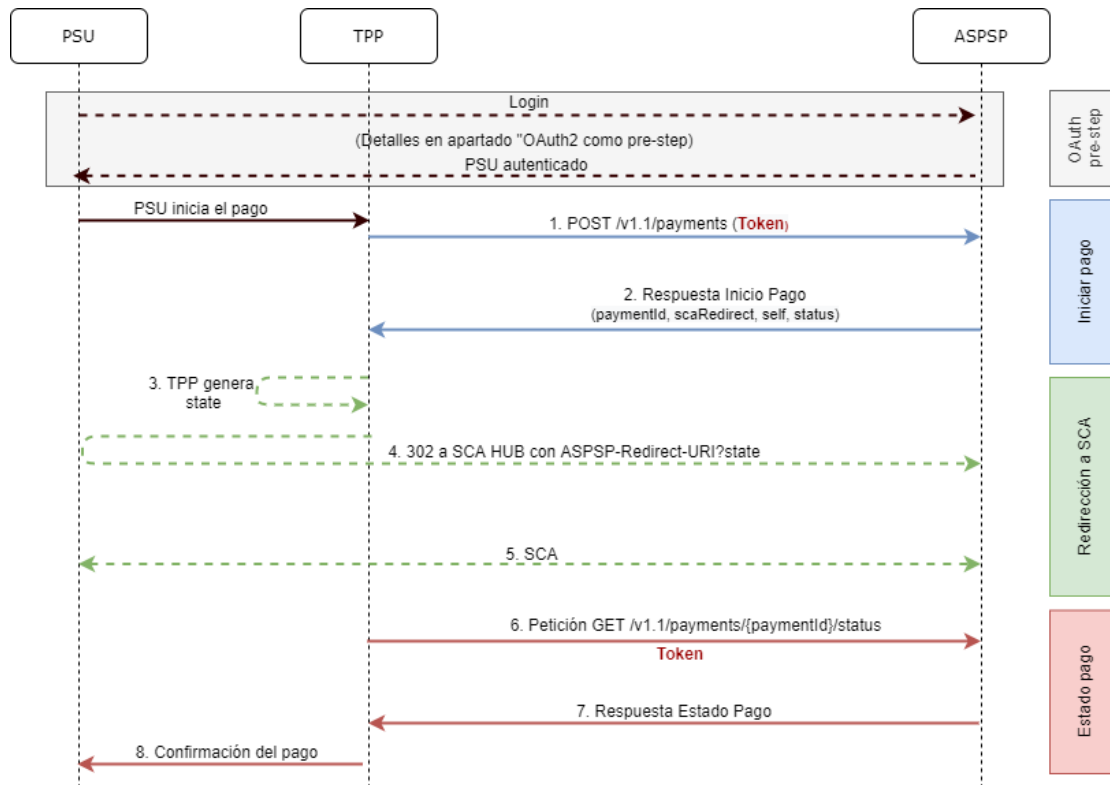 PSU
TPP
ASPSP
Login
(Detalles en apartado "OAuth2 como pre-step)
PSU autenticado
OAuth
pre-step
PSU inicia el pago
1. POST /v1.1/payments (Token)
2. Respuesta Inicio Pago
(paymentId, scaRedirect, self, status)
Iniciar pago
3. TPP genera
state
4. 302 a SCA HUB con ASPSP-Redirect-URI?state
5. SCA
Redirección a SCA
6. Petición GET /v1.1/payments/{paymentId}/status
Token
7. Respuesta Estado Pago
8. Confirmación del pago
Estado pago